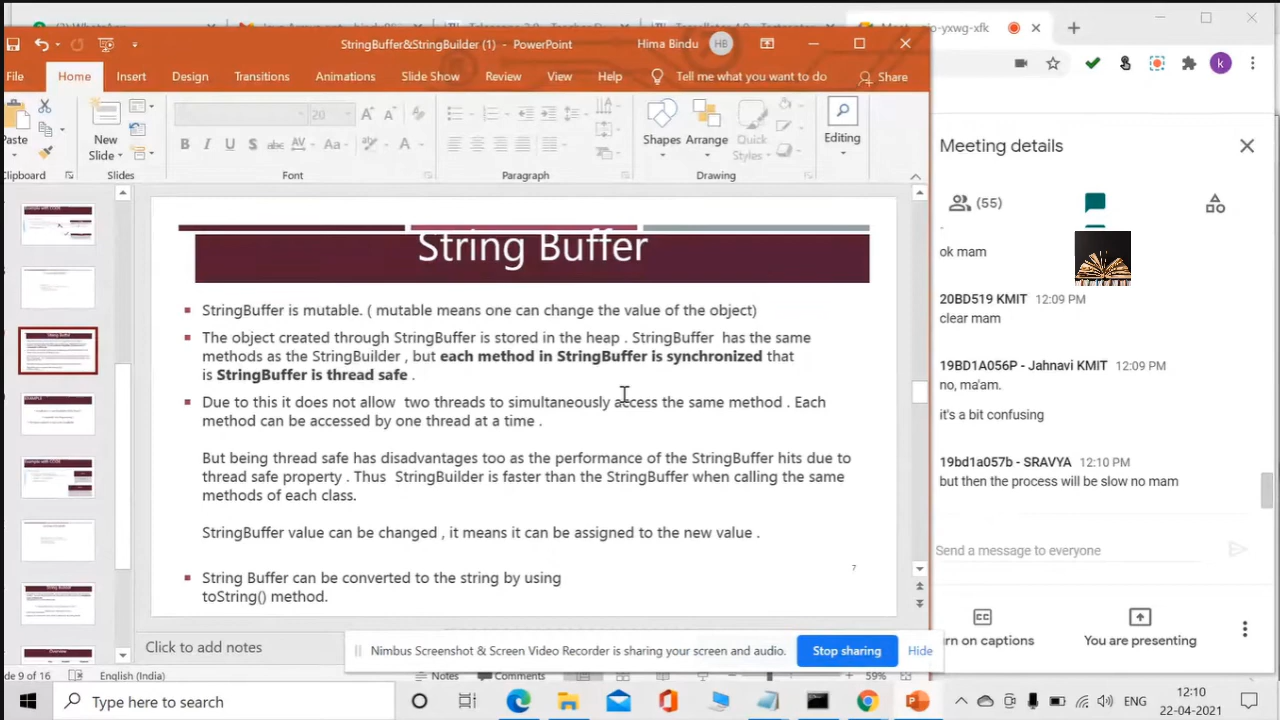 StringBuffer&StringBuilder (1) - PowerPoint
Hima Bindu
HB
-yxwg-xfk
k
File
Home
Insert
Design
Transitions
Animations
Slide Show
Review
View
Help
Tell me what you want to do
Share
Paste
New
Slide
20
Shapes
Arrange
Quick
Styles
Editing
Clipboard
Slides
Font
Paragraph
Drawing
String Buffer
StringBuffer is mutable. ( mutable means one can change the value of the object)
The object created through StringBuffer is stored in the heap . StringBuffer has the same
methods as the StringBuilder , but each method in StringBuffer is synchronized that
is StringBuffer is thread safe .
Due to this it does not allow two threads to simultaneously access the same method . Each
method can be accessed by one thread at a time .
But being thread safe has disadvantages too as the performance of the StringBuffer hits due to
thread safe property . Thus StringBuilder is faster than the StringBuffer when calling the same
methods of each class.
StringBuffer value can be changed , it means it can be assigned to the new value .
String Buffer can be converted to the string by using
toString() method.
7
Click to add notes
Nimbus Screenshot & Screen Video Recorder is sharing your screen and audio.
Stop sharing
Hide
de 9 of 16
English (India)
Notes
Comments
59%
Meeting details
(55)
ok mam
20BD519 KMIT 12:09 PM
clear mam
19BD1A056P - Jahnavi KMIT 12:09 PM
no, ma'am.
it's a bit confusing
19bd1a057b - SRAVYA 12:10 PM
but then the process will be slow no mam
Send a message to everyone
rn on captions
You are presenting
Type here to search
ENG
12:10
22-04-2021